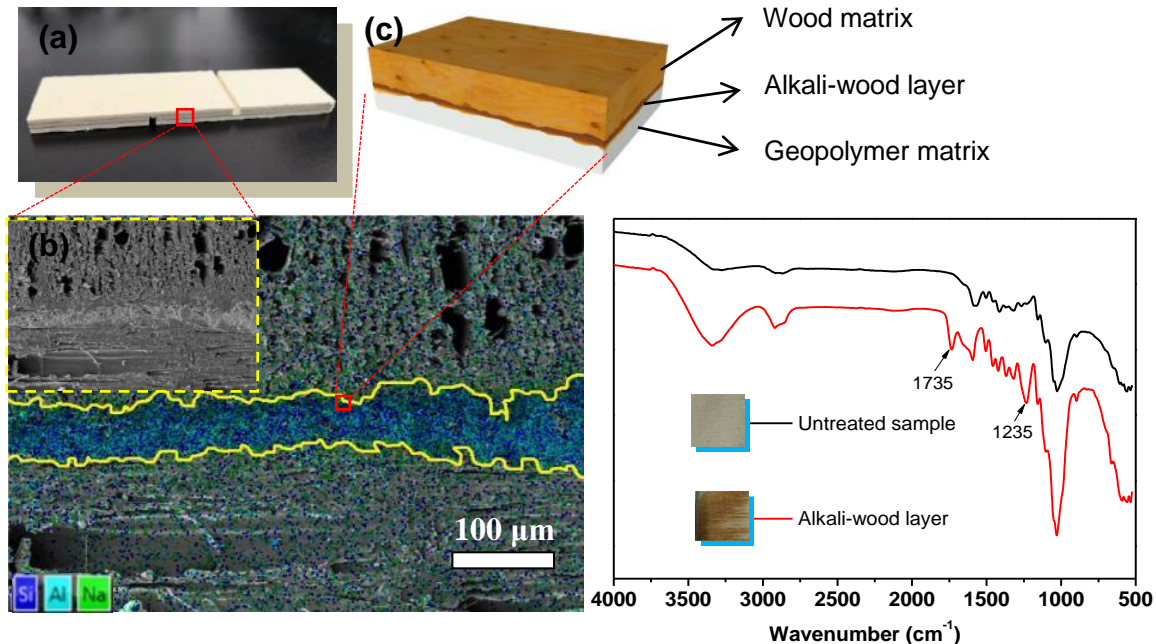 (a)
(c)
Wood matrix
Alkali-wood layer
Geopolymer matrix
(b)
100 μm
Si Al Na
1735
1235
Untreated sample
Alkali-wood layer
4000 3500 3000 2500 2000 1500 1000 500
Wavenumber (cm⁻¹)